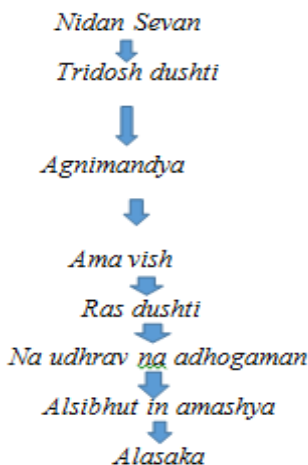 Nidan Sevan
Tridosh dushti
Agnimandya
Ama vish
Ras dushti
Na udhrav na adhogaman
Alsibhut in amashya
Alasaka